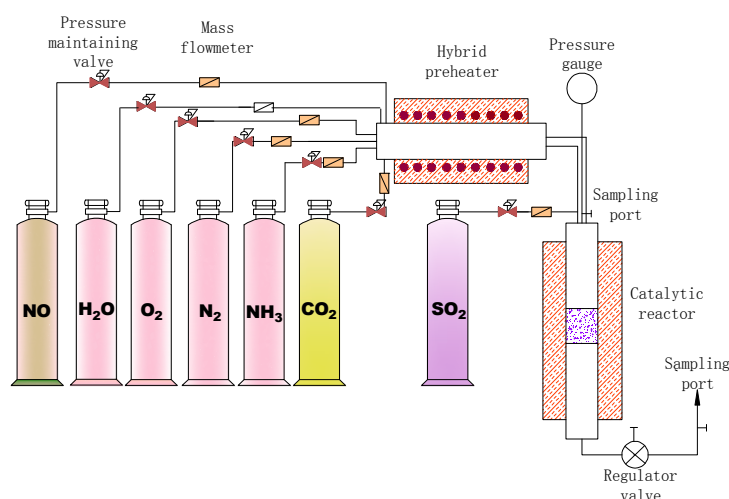 Pressure
maintaining
valve
Mass
flowmeter
Hybrid
preheater
Pressure
gauge
Sampling
port
NO
H₂O
O₂
N₂
NH₃
CO₂
SO₂
Catalytic
reactor
Sampling
port
Regulator
valve